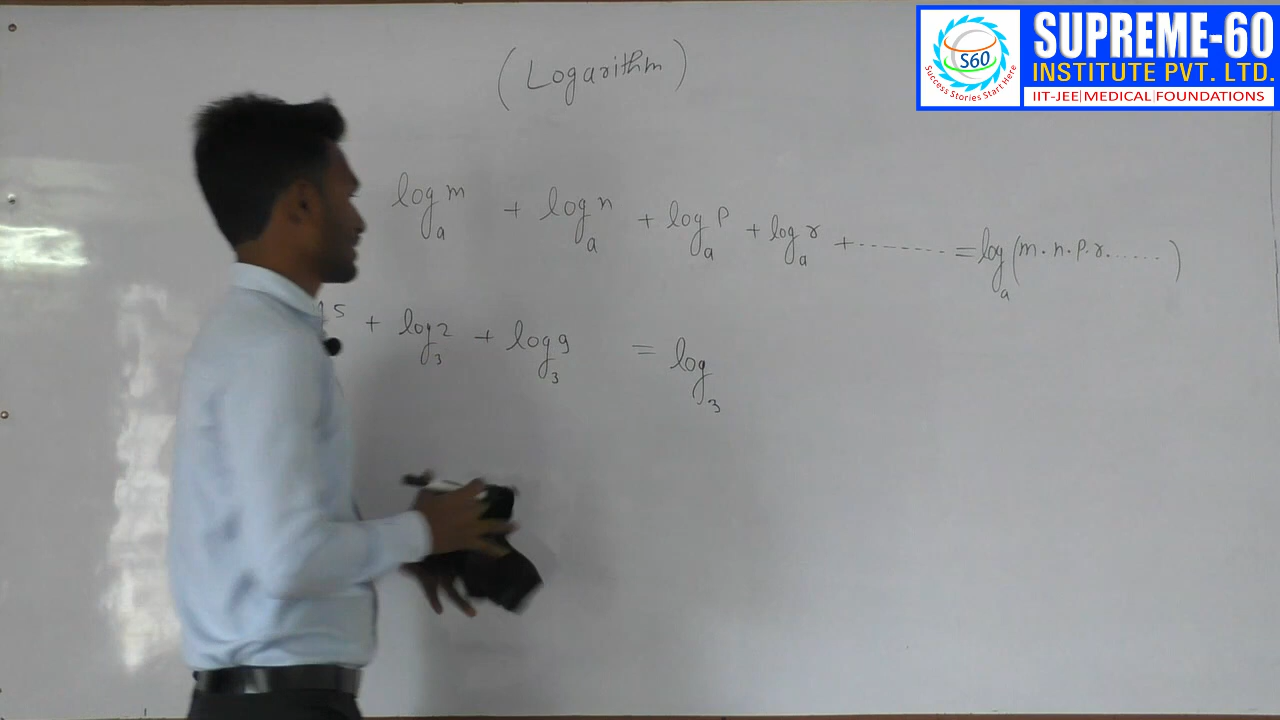 SUPREME-60
INSTITUTE PVT. LTD.
IIT-JEE|MEDICAL|FOUNDATIONS
S60
Success Stories Start Here
(Logarithm)
log_a m + log_a n + log_a p + log_a r + -------- = log_a (m.n.p.r......)
5 + log_3 2 + log_3 9 = log_3